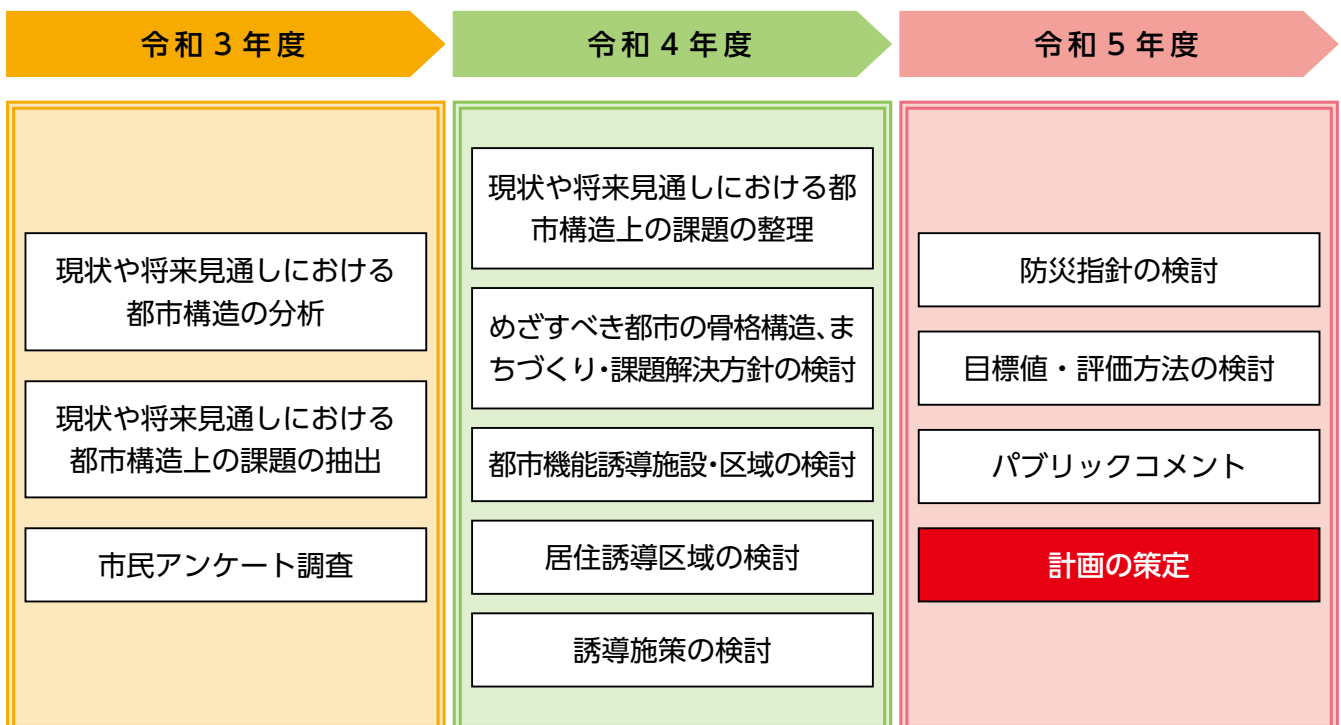 令和3年度
令和4年度
令和5年度
現状や将来見通しにおける
都市構造の分析
現状や将来見通しにおける
都市構造上の課題の抽出
市民アンケート調査
現状や将来見通しにおける都
市構造上の課題の整理
めざすべき都市の骨格構造、ま
ちづくり・課題解決方針の検討
都市機能誘導施設・区域の検討
居住誘導区域の検討
誘導施策の検討
防災指針の検討
目標値・評価方法の検討
パブリックコメント
計画の策定